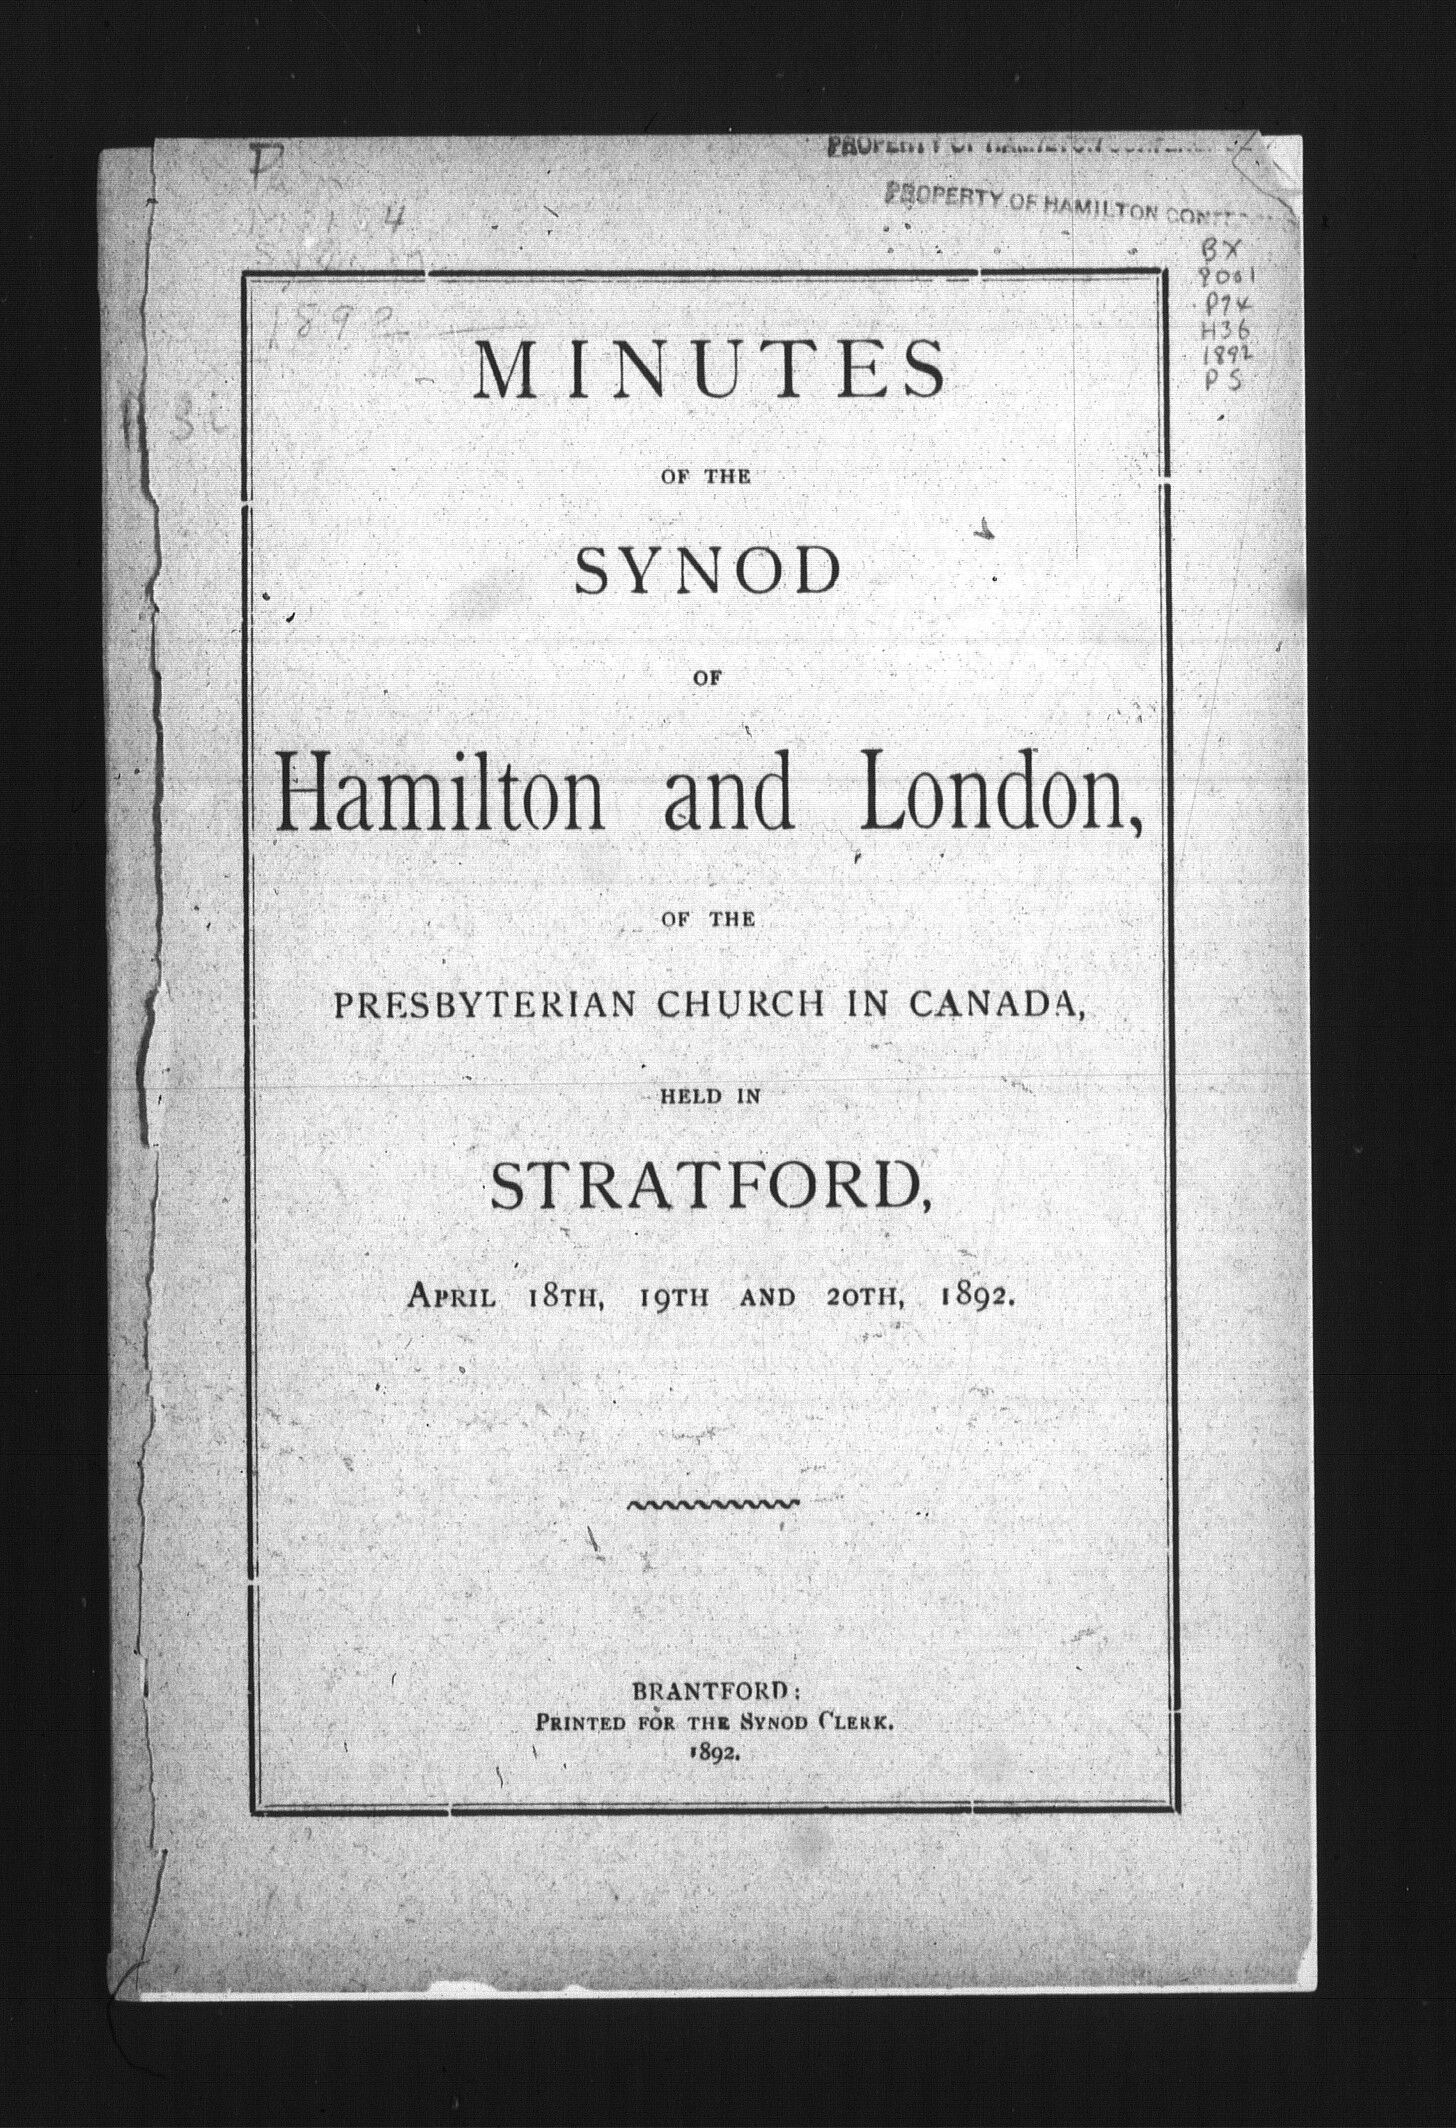 PROPERTY OF HAMILTON
BX
9001
P74
H36
1892
PS
1892
MINUTES
OF THE
SYNOD
OF
Hamilton and London,
OF THE
PRESBYTERIAN CHURCH IN CANADA,
HELD IN
STRATFORD,
APRIL 18TH, 19TH AND 20TH, 1892.
BRANTFORD:
PRINTED FOR THE SYNOD CLERK.
1892.